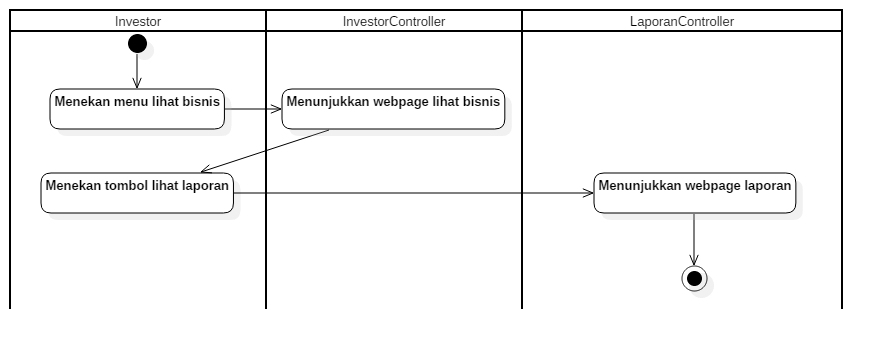 Investor
InvestorController
LaporanController
Menekan menu lihat bisnis
Menunjukkan webpage lihat bisnis
Menekan tombol lihat laporan
Menunjukkan webpage laporan